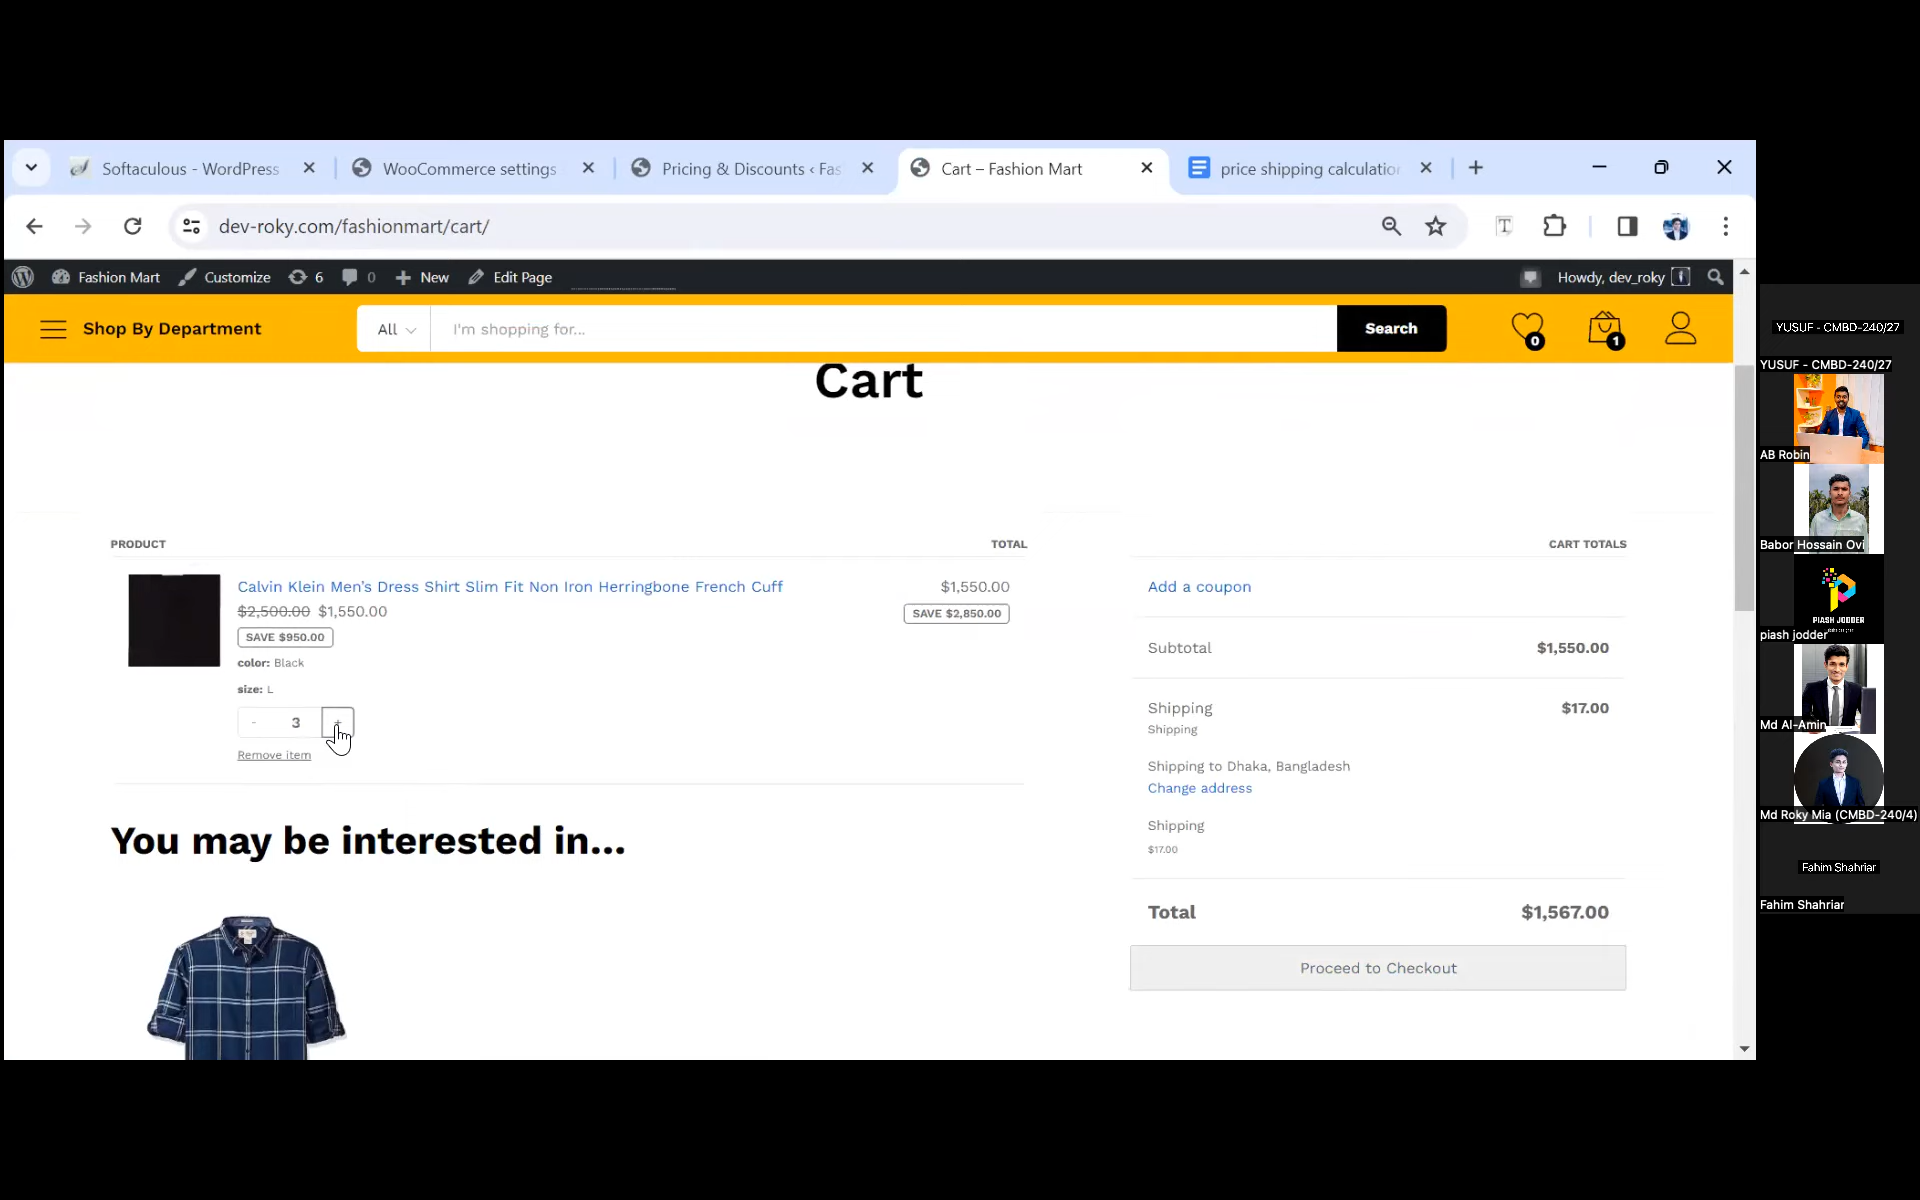 Softaculous - WordPress
WooCommerce settings
Pricing & Discounts ‹ Fas
Cart – Fashion Mart
price shipping calculation
dev-roky.com/fashionmart/cart/
Fashion Mart
Customize
6
0
New
Edit Page
Howdy, dev_roky
Shop By Department
All
I'm shopping for...
Search
0
1
Cart
PRODUCT
TOTAL
CART TOTALS
Calvin Klein Men's Dress Shirt Slim Fit Non Iron Herringbone French Cuff
$2,500.00 $1,550.00
SAVE $950.00
color: Black
size: L
- 3 +
Remove item
$1,550.00
SAVE $2,850.00
Add a coupon
Subtotal
$1,550.00
Shipping
$17.00
Shipping
Shipping to Dhaka, Bangladesh
Change address
Shipping
$17.00
Total
$1,567.00
Proceed to Checkout
You may be interested in...
YUSUF - CMBD-240/27
YUSUF - CMBD-240/27
AB Robin
Babor Hossain Ovi
PIASH JODDER
piash jodder
Md Al-Amin
Md Roky Mia (CMBD-240/4)
Fahim Shahriar
Fahim Shahriar